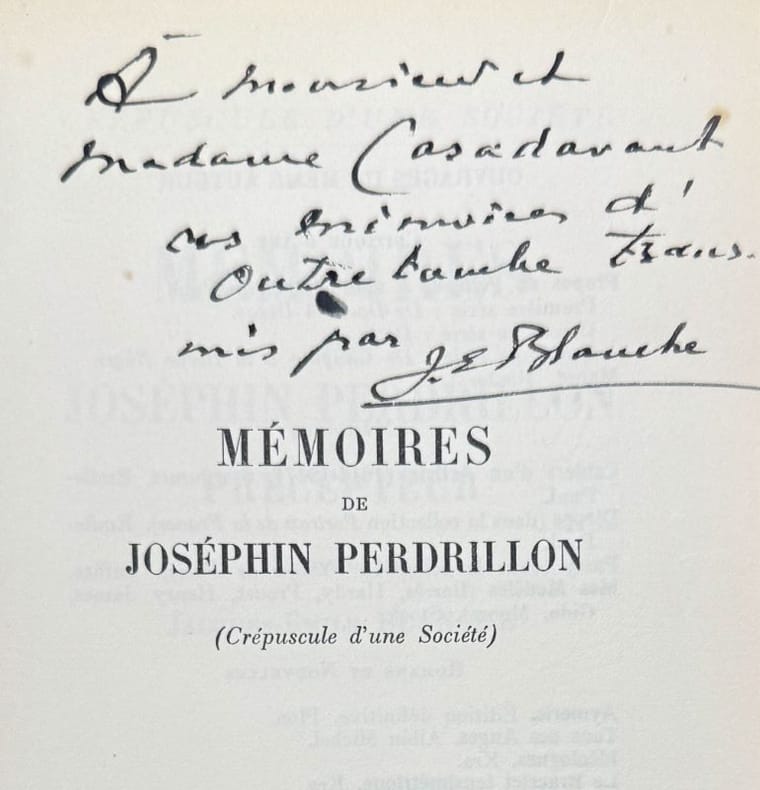 À monsieur et
madame Casadavant
ces mémoires d'
outre tombe trans-
mis par J. E Blanche
MÉMOIRES
DE
JOSÉPHIN PERDRILLON
(Crépuscule d'une Société)